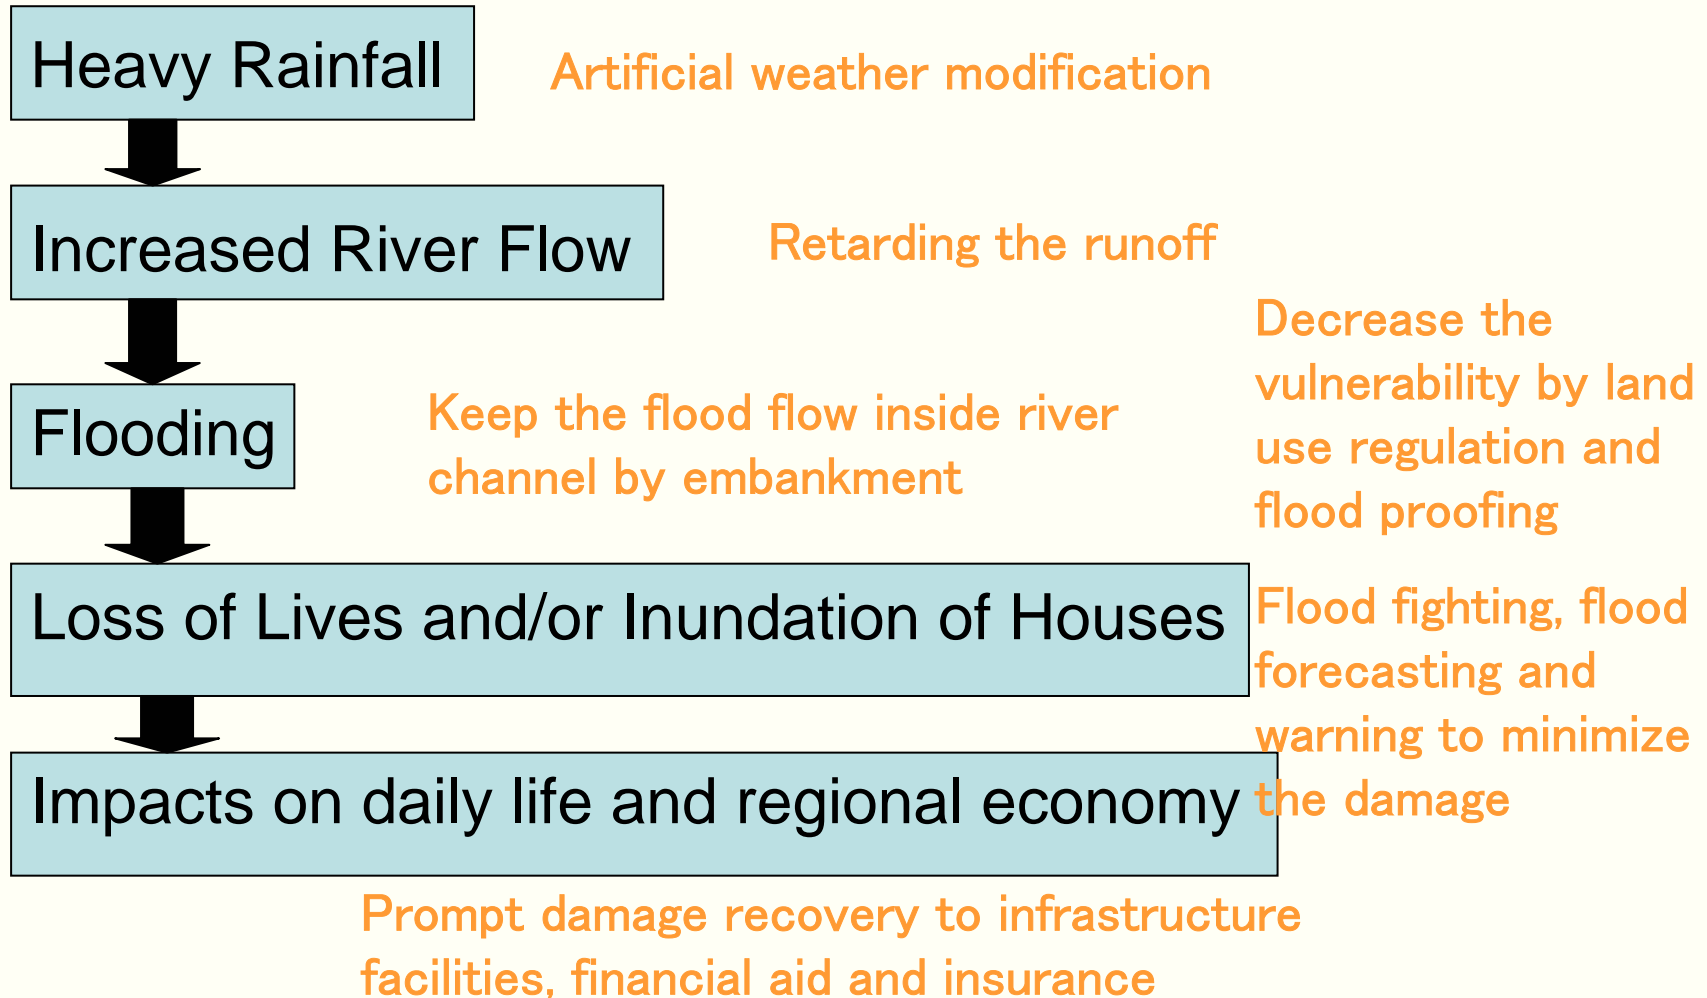 Heavy Rainfall
Artificial weather modification
Increased River Flow
Retarding the runoff
Flooding
Keep the flood flow inside river
channel by embankment
Decrease the
vulnerability by land
use regulation and
flood proofing
Loss of Lives and/or Inundation of Houses
Flood fighting, flood
forecasting and
warning to minimize
the damage
Impacts on daily life and regional economy
Prompt damage recovery to infrastructure
facilities, financial aid and insurance